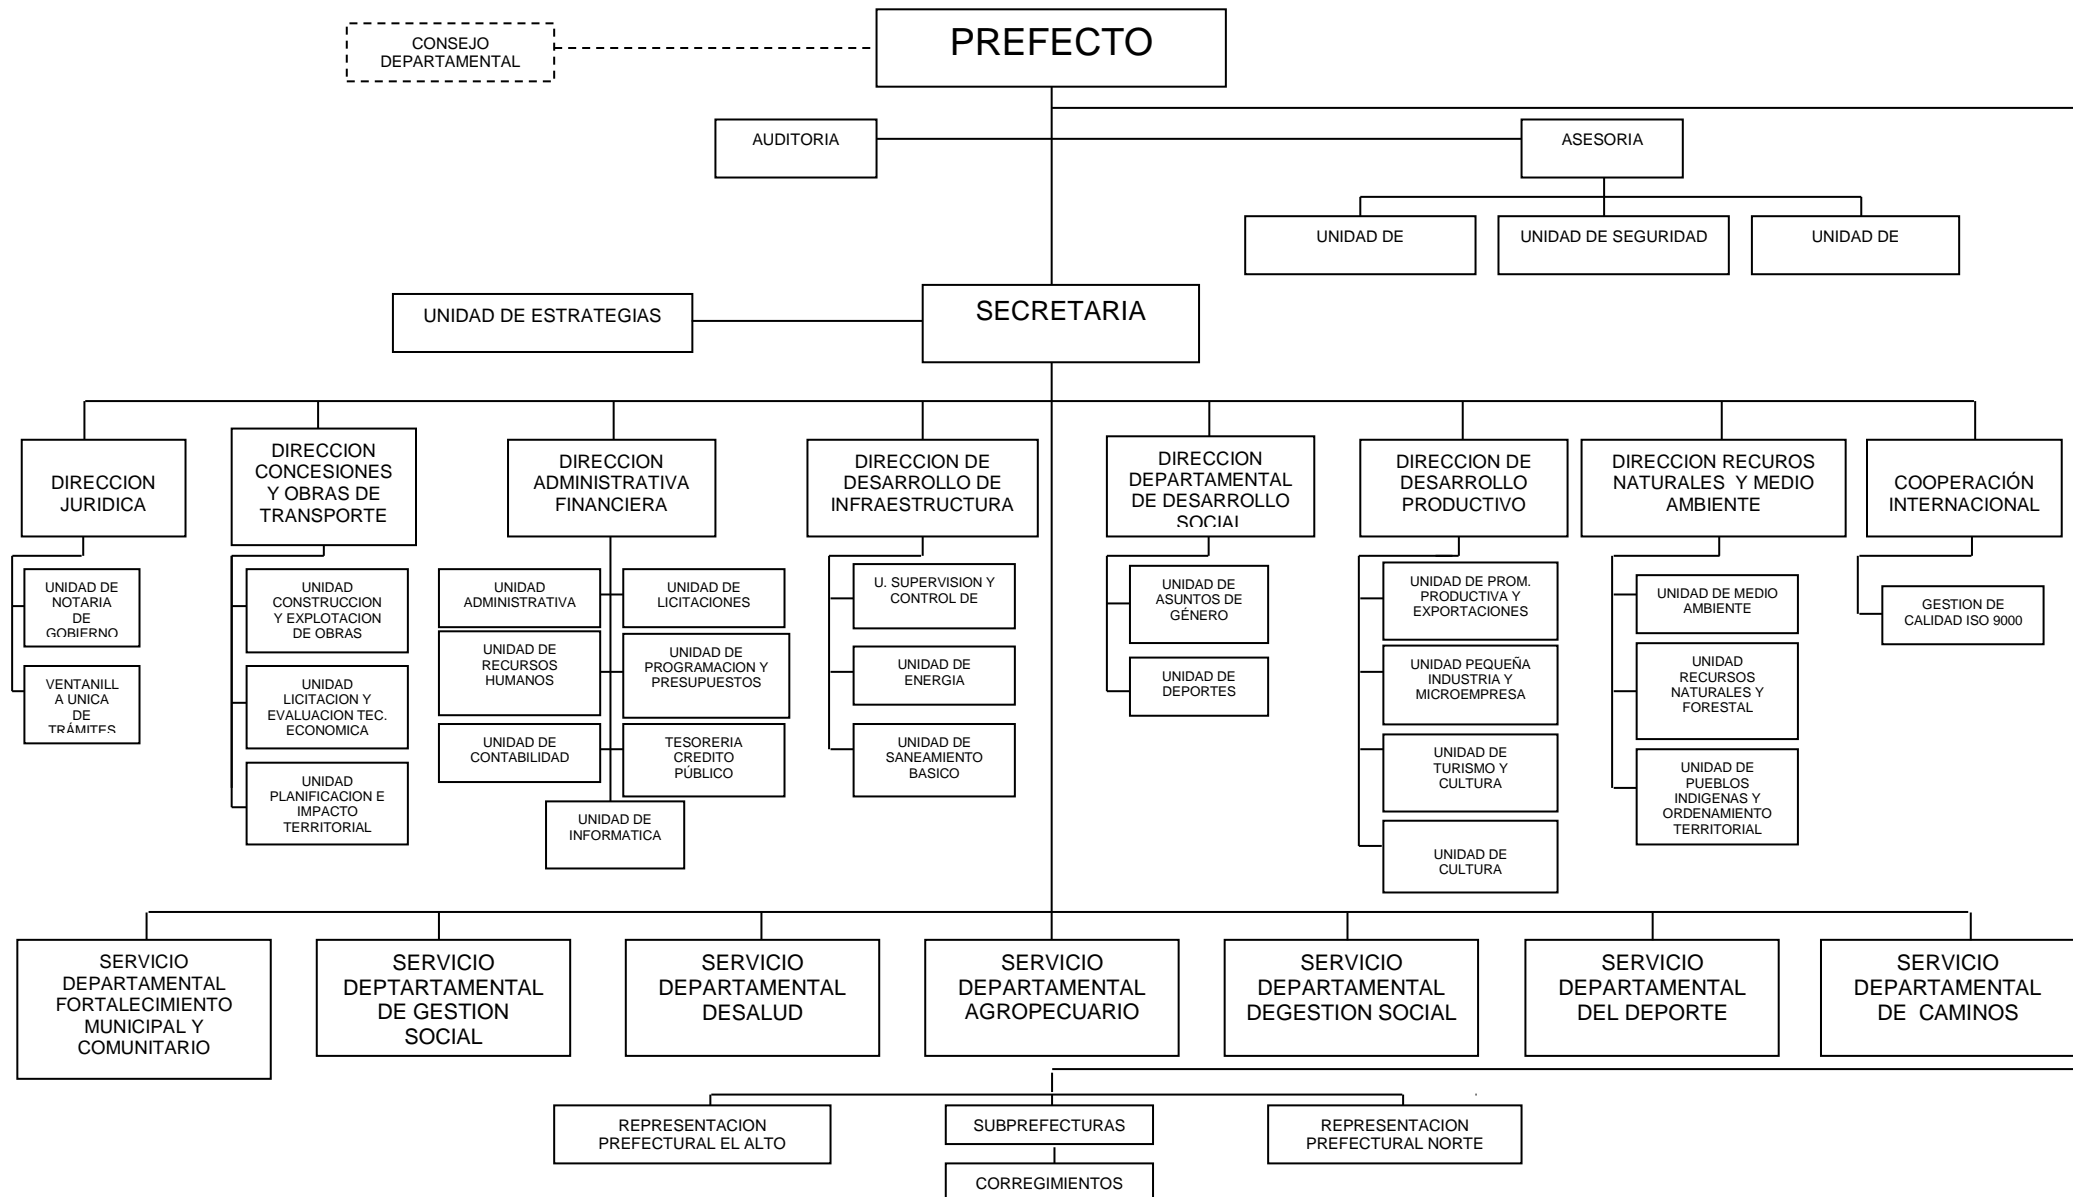 PREFECTO
CONSEJO
DEPARTAMENTAL
AUDITORIA
ASESORIA
UNIDAD DE
UNIDAD DE SEGURIDAD
UNIDAD DE
UNIDAD DE ESTRATEGIAS
SECRETARIA
DIRECCION
JURIDICA
DIRECCION
CONCESIONES
Y OBRAS DE
TRANSPORTE
DIRECCION
ADMINISTRATIVA
FINANCIERA
DIRECCION DE
DESARROLLO DE
INFRAESTRUCTURA
DIRECCION
DEPARTAMENTAL
DE DESARROLLO
SOCIAL
DIRECCION DE
DESARROLLO
PRODUCTIVO
DIRECCION RECUROS
NATURALES Y MEDIO
AMBIENTE
COOPERACIÓN
INTERNACIONAL
UNIDAD DE
NOTARIA
DE
GOBIERNO
VENTANILL
A UNICA
DE
TRÁMITES
UNIDAD
CONSTRUCCION
Y EXPLOTACION
DE OBRAS
UNIDAD
LICITACION Y
EVALUACION TEC.
ECONOMICA
UNIDAD
PLANIFICACION E
IMPACTO
TERRITORIAL
UNIDAD
ADMINISTRATIVA
UNIDAD DE
LICITACIONES
UNIDAD DE
RECURSOS
HUMANOS
UNIDAD DE
PROGRAMACION Y
PRESUPUESTOS
UNIDAD DE
CONTABILIDAD
TESORERIA
CREDITO
PÚBLICO
UNIDAD DE
INFORMATICA
U. SUPERVISION Y
CONTROL DE
UNIDAD DE
ENERGIA
UNIDAD DE
SANEAMIENTO
BASICO
UNIDAD DE
ASUNTOS DE
GÉNERO
UNIDAD DE
DEPORTES
UNIDAD DE PROM.
PRODUCTIVA Y
EXPORTACIONES
UNIDAD PEQUEÑA
INDUSTRIA Y
MICROEMPRESA
UNIDAD DE
TURISMO Y
CULTURA
UNIDAD DE
CULTURA
UNIDAD DE MEDIO
AMBIENTE
UNIDAD
RECURSOS
NATURALES Y
FORESTAL
UNIDAD DE
PUEBLOS
INDIGENAS Y
ORDENAMIENTO
TERRITORIAL
GESTION DE
CALIDAD ISO 9000
SERVICIO
DEPARTAMENTAL
FORTALECIMIENTO
MUNICIPAL Y
COMUNITARIO
SERVICIO
DEPTARTAMENTAL
DE GESTION
SOCIAL
SERVICIO
DEPARTAMENTAL
DESALUD
SERVICIO
DEPARTAMENTAL
AGROPECUARIO
SERVICIO
DEPARTAMENTAL
DEGESTION SOCIAL
SERVICIO
DEPARTAMENTAL
DEL DEPORTE
SERVICIO
DEPARTAMENTAL
DE CAMINOS
REPRESENTACION
PREFECTURAL EL ALTO
SUBPREFECTURAS
REPRESENTACION
PREFECTURAL NORTE
CORREGIMIENTOS